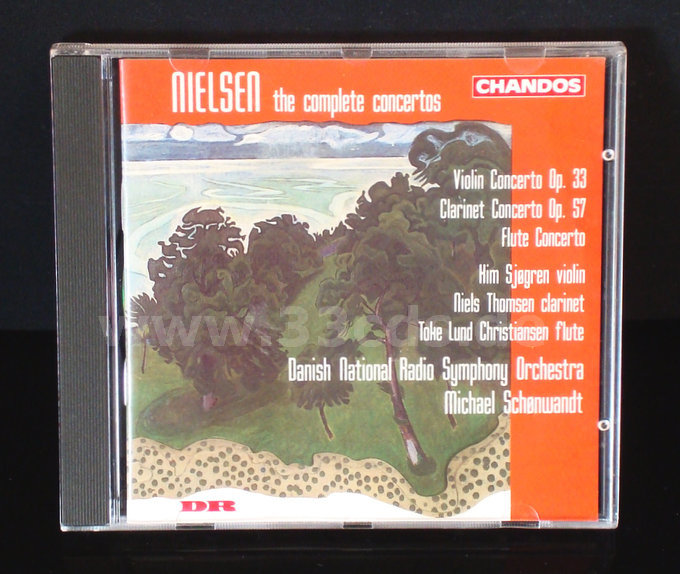 NIELSEN the complete concertos
CHANDOS
Violin Concerto Op. 33
Clarinet Concerto Op. 57
Flute Concerto
Kim Sjøgren violin
Niels Thomsen clarinet
Toke Lund Christiansen flute
Danish National Radio Symphony Orchestra
Michael Schønwandt
DR